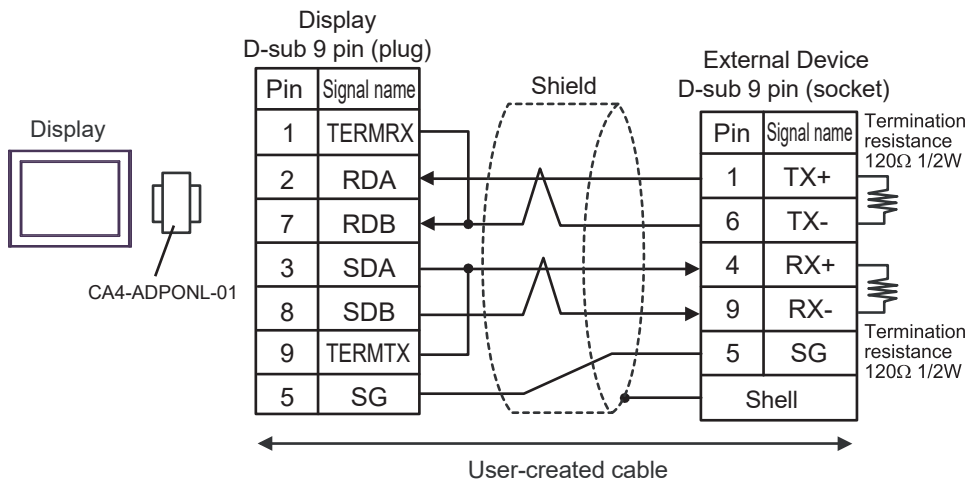 Display
D-sub 9 pin (plug)
Pin Signal name
1 TERMRX
2 RDA
7 RDB
3 SDA
8 SDB
9 TERMTX
5 SG
Display
CA4-ADPONL-01
Shield
External Device
D-sub 9 pin (socket)
Pin Signal name
1 TX+
6 TX-
4 RX+
9 RX-
5 SG
Shell
Termination
resistance
120Ω 1/2W
Termination
resistance
120Ω 1/2W
User-created cable